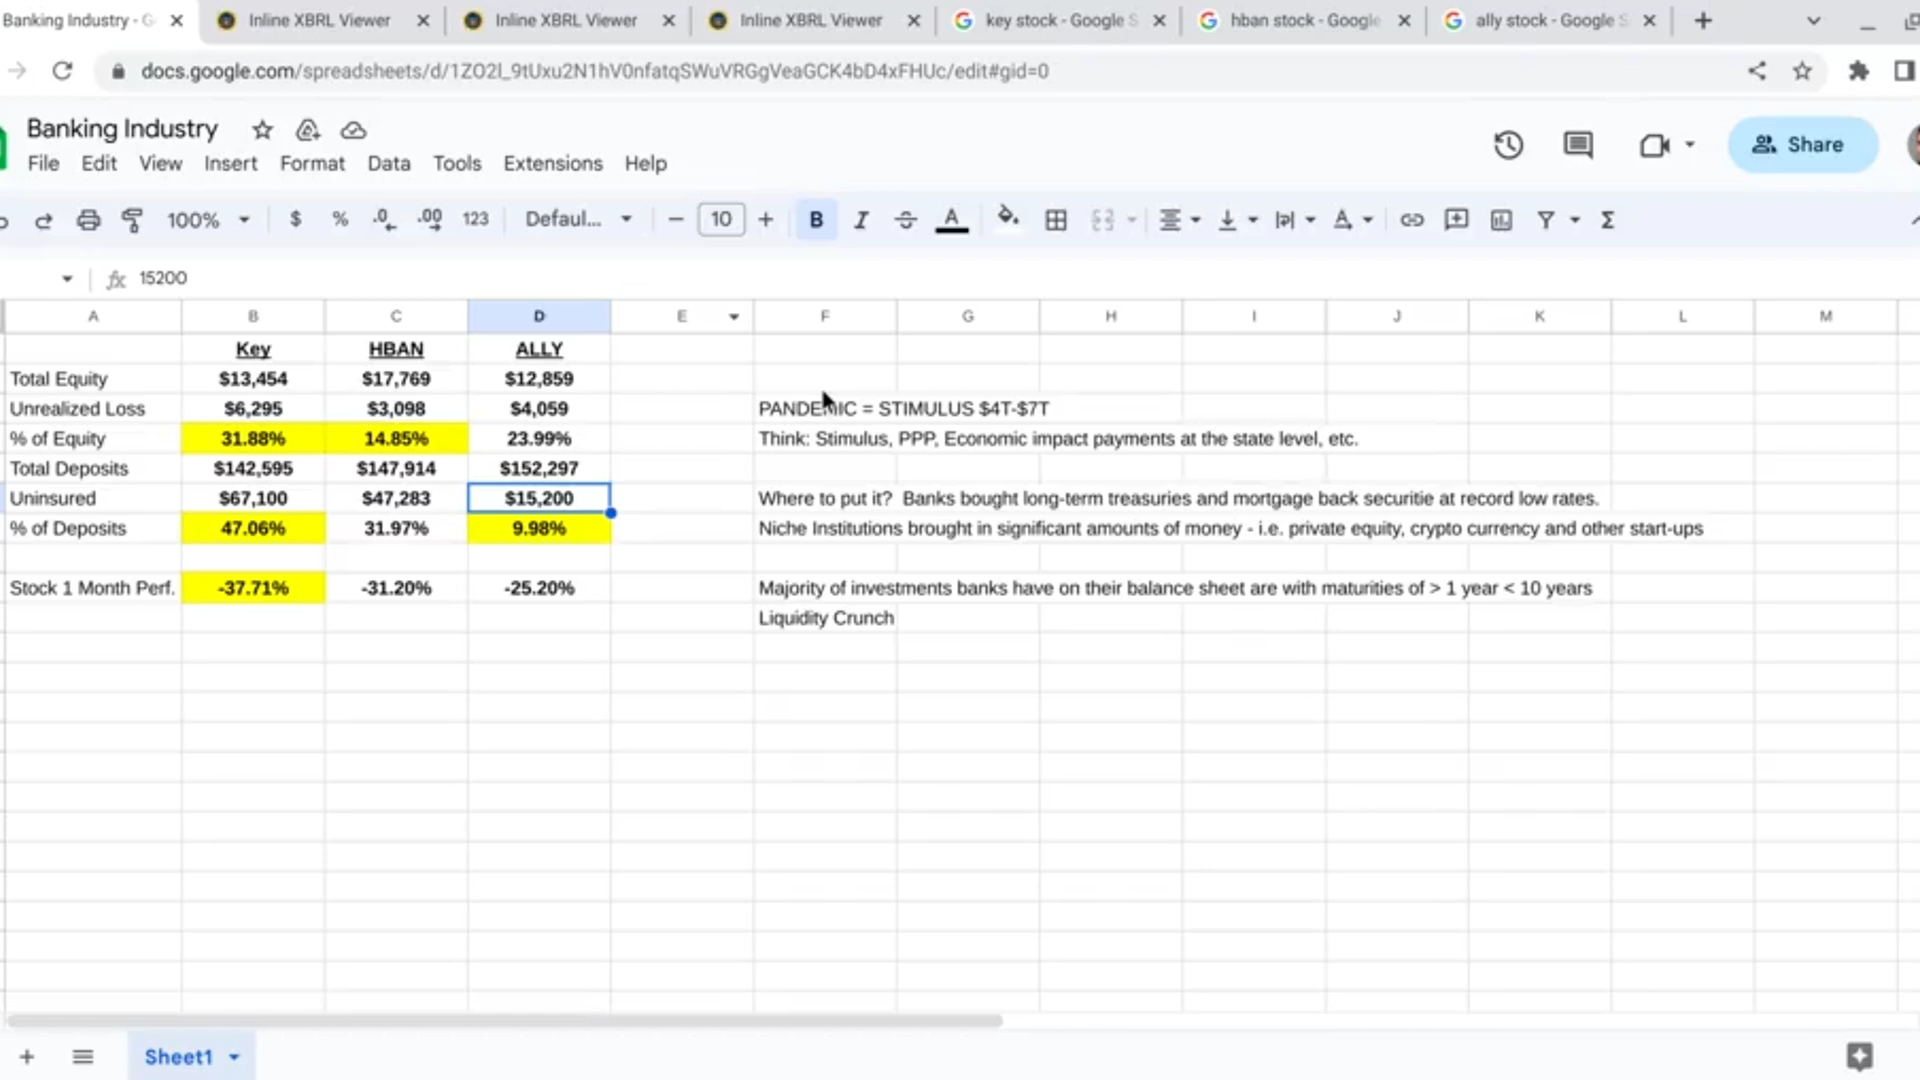 Banking Industry - G
Inline XBRL Viewer
Inline XBRL Viewer
Inline XBRL Viewer
key stock - Google S
hban stock - Google
ally stock - Google S
docs.google.com/spreadsheets/d/1ZO2l_9tUxu2N1hV0nfatqSWuVRGgVeaGCK4bD4xFHUc/edit#gid=0
Banking Industry
File Edit View Insert Format Data Tools Extensions Help
Share
100% $ % .0 .00 123 Defaul... 10 B I A
fx 15200
A B C D E F G H I J K L M
Key HBAN ALLY
Total Equity $13,454 $17,769 $12,859
Unrealized Loss $6,295 $3,098 $4,059 PANDEMIC = STIMULUS $4T-$7T
% of Equity 31.88% 14.85% 23.99% Think: Stimulus, PPP, Economic impact payments at the state level, etc.
Total Deposits $142,595 $147,914 $152,297
Uninsured $67,100 $47,283 $15,200 Where to put it? Banks bought long-term treasuries and mortgage back securitie at record low rates.
% of Deposits 47.06% 31.97% 9.98% Niche Institutions brought in significant amounts of money - i.e. private equity, crypto currency and other start-ups
Stock 1 Month Perf. -37.71% -31.20% -25.20% Majority of investments banks have on their balance sheet are with maturities of > 1 year < 10 years
Liquidity Crunch
Sheet1